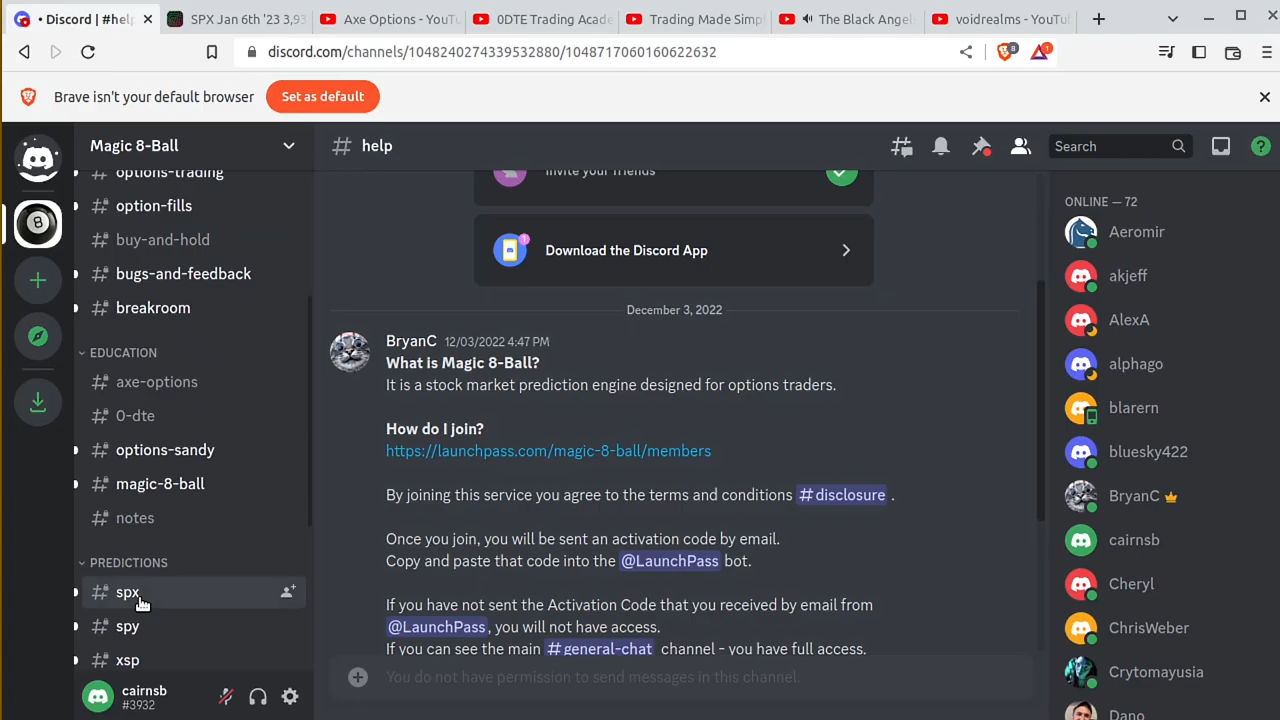 • Discord | #help
SPX Jan 6th '23 3,93
Axe Options - YouTu
0DTE Trading Acade
Trading Made Simpl
The Black Angels
voidrealms - YouTu
discord.com/channels/1048240274339532880/1048717060160622632
8
1
Brave isn't your default browser
Set as default
Magic 8-Ball
options-trading
option-fills
buy-and-hold
bugs-and-feedback
breakroom
EDUCATION
axe-options
0-dte
options-sandy
magic-8-ball
notes
PREDICTIONS
spx
spy
xsp
cairnsb
#3932
help
Search
Invite your friends
1
Download the Discord App
December 3, 2022
BryanC 12/03/2022 4:47 PM
What is Magic 8-Ball?
It is a stock market prediction engine designed for options traders.
How do I join?
https://launchpass.com/magic-8-ball/members
By joining this service you agree to the terms and conditions #disclosure .
Once you join, you will be sent an activation code by email.
Copy and paste that code into the @LaunchPass bot.
If you have not sent the Activation Code that you received by email from
@LaunchPass, you will not have access.
If you can see the main #general-chat channel - you have full access.
You do not have permission to send messages in this channel.
ONLINE — 72
Aeromir
akjeff
AlexA
alphago
blarern
bluesky422
BryanC
cairnsb
Cheryl
ChrisWeber
Crytomayusia
Dano